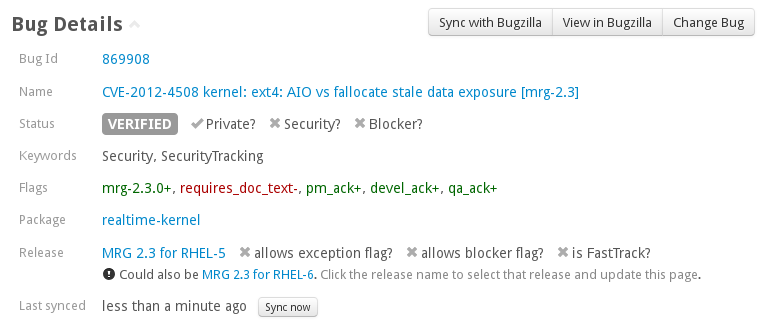 Bug Details
Sync with Bugzilla View in Bugzilla Change Bug
Bug Id 869908
Name CVE-2012-4508 kernel: ext4: AIO vs fallocate stale data exposure [mrg-2.3]
Status VERIFIED ✔ Private? ✖ Security? ✖ Blocker?
Keywords Security, SecurityTracking
Flags mrg-2.3.0+, requires_doc_text-, pm_ack+, devel_ack+, qa_ack+
Package realtime-kernel
Release MRG 2.3 for RHEL-5 ✖ allows exception flag? ✖ allows blocker flag? ✖ is FastTrack?
Could also be MRG 2.3 for RHEL-6. Click the release name to select that release and update this page.
Last synced less than a minute ago Sync now